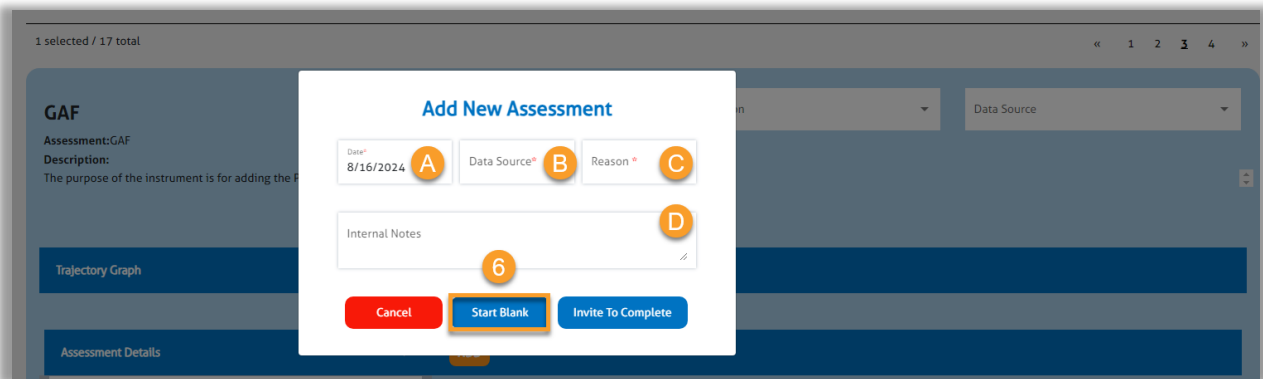 1 selected / 17 total
« 1 2 3 4 »
GAF
Assessment:GAF
Description:
The purpose of the instrument is for adding the
Data Source
Add New Assessment
Date*
8/16/2024
A
Data Source*
B
Reason *
C
Internal Notes
D
6
Cancel
Start Blank
Invite To Complete
Trajectory Graph
Assessment Details